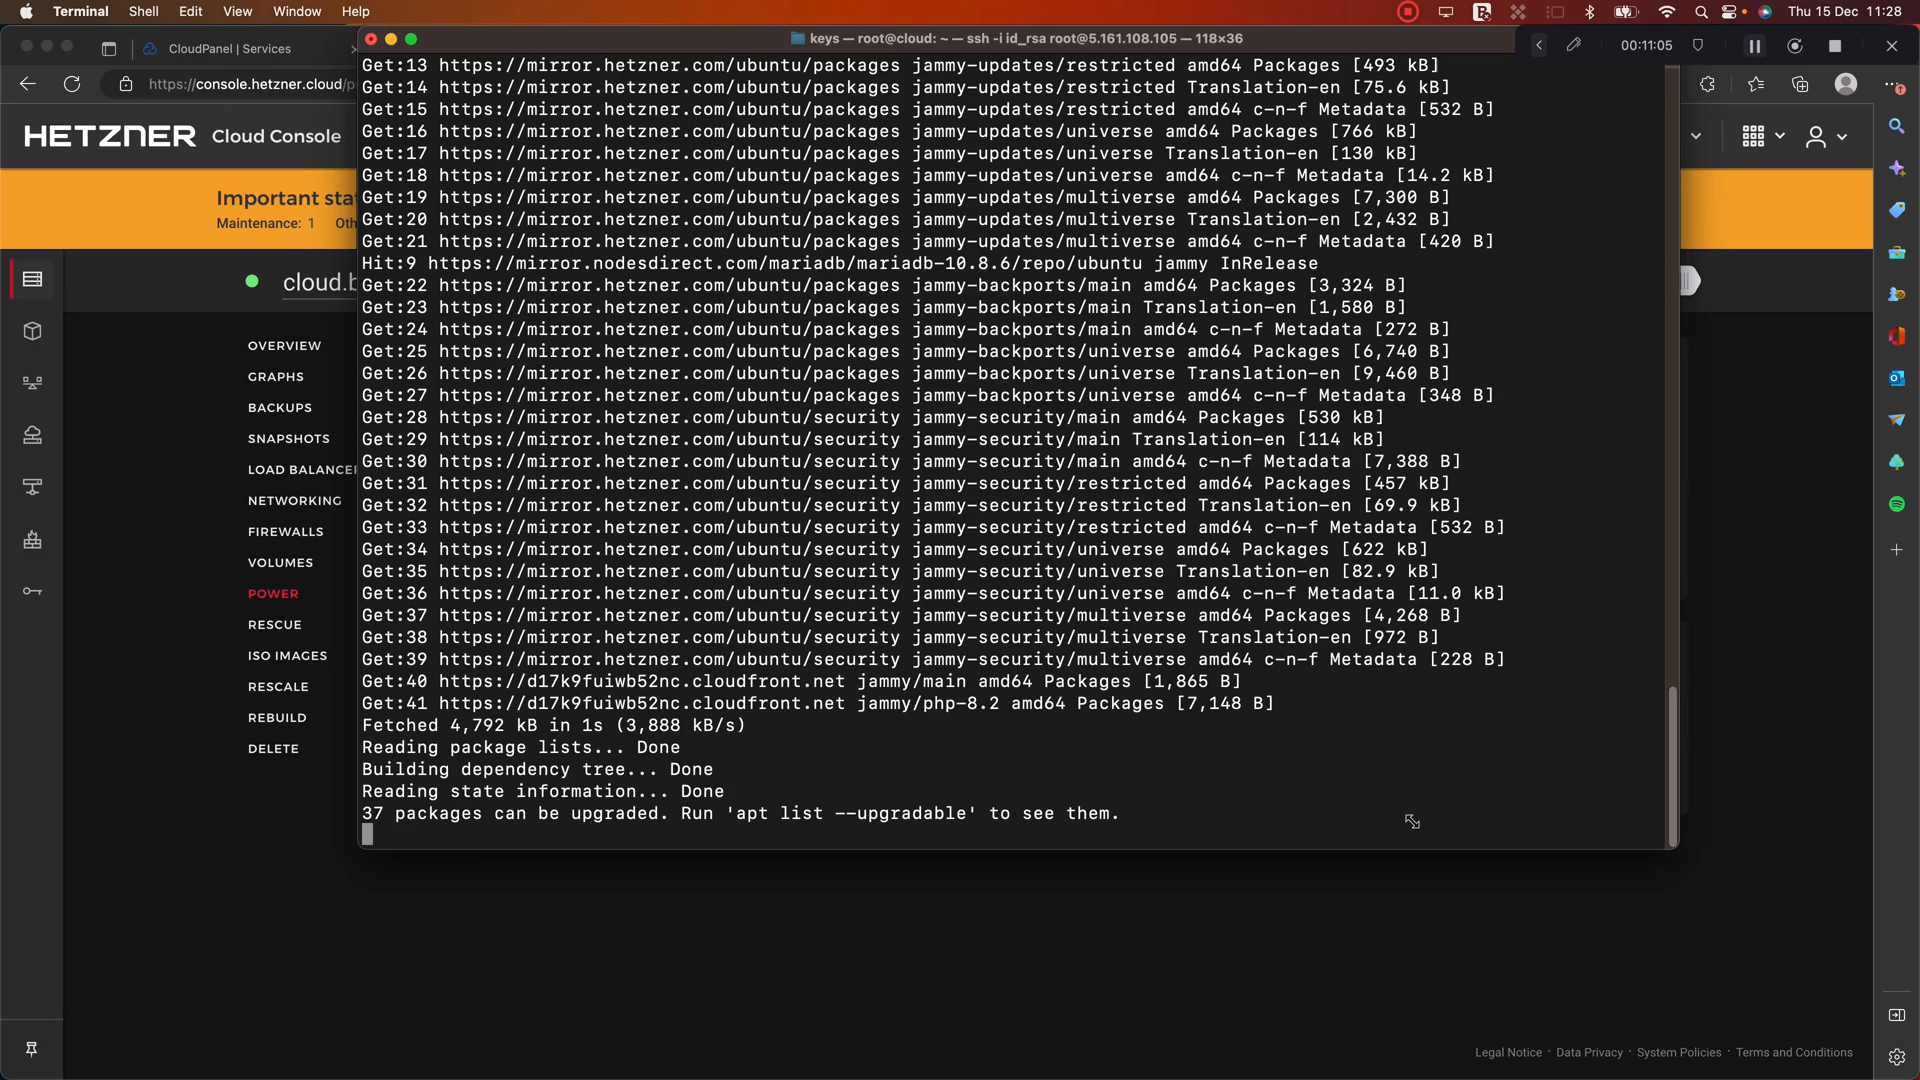 Terminal Shell Edit View Window Help
Thu 15 Dec 11:28
CloudPanel | Services
keys — root@cloud: ~ — ssh -i id_rsa root@5.161.108.105 — 118×36
00:11:05
https://console.hetzner.cloud/p
HETZNER Cloud Console
Important sta
Maintenance: 1 Oth
cloud.b
OVERVIEW
GRAPHS
BACKUPS
SNAPSHOTS
LOAD BALANCER
NETWORKING
FIREWALLS
VOLUMES
POWER
RESCUE
ISO IMAGES
RESCALE
REBUILD
DELETE
Get:13 https://mirror.hetzner.com/ubuntu/packages jammy-updates/restricted amd64 Packages [493 kB]
Get:14 https://mirror.hetzner.com/ubuntu/packages jammy-updates/restricted Translation-en [75.6 kB]
Get:15 https://mirror.hetzner.com/ubuntu/packages jammy-updates/restricted amd64 c-n-f Metadata [532 B]
Get:16 https://mirror.hetzner.com/ubuntu/packages jammy-updates/universe amd64 Packages [766 kB]
Get:17 https://mirror.hetzner.com/ubuntu/packages jammy-updates/universe Translation-en [130 kB]
Get:18 https://mirror.hetzner.com/ubuntu/packages jammy-updates/universe amd64 c-n-f Metadata [14.2 kB]
Get:19 https://mirror.hetzner.com/ubuntu/packages jammy-updates/multiverse amd64 Packages [7,300 B]
Get:20 https://mirror.hetzner.com/ubuntu/packages jammy-updates/multiverse Translation-en [2,432 B]
Get:21 https://mirror.hetzner.com/ubuntu/packages jammy-updates/multiverse amd64 c-n-f Metadata [420 B]
Hit:9 https://mirror.nodesdirect.com/mariadb/mariadb-10.8.6/repo/ubuntu jammy InRelease
Get:22 https://mirror.hetzner.com/ubuntu/packages jammy-backports/main amd64 Packages [3,324 B]
Get:23 https://mirror.hetzner.com/ubuntu/packages jammy-backports/main Translation-en [1,580 B]
Get:24 https://mirror.hetzner.com/ubuntu/packages jammy-backports/main amd64 c-n-f Metadata [272 B]
Get:25 https://mirror.hetzner.com/ubuntu/packages jammy-backports/universe amd64 Packages [6,740 B]
Get:26 https://mirror.hetzner.com/ubuntu/packages jammy-backports/universe Translation-en [9,460 B]
Get:27 https://mirror.hetzner.com/ubuntu/packages jammy-backports/universe amd64 c-n-f Metadata [348 B]
Get:28 https://mirror.hetzner.com/ubuntu/security jammy-security/main amd64 Packages [530 kB]
Get:29 https://mirror.hetzner.com/ubuntu/security jammy-security/main Translation-en [114 kB]
Get:30 https://mirror.hetzner.com/ubuntu/security jammy-security/main amd64 c-n-f Metadata [7,388 B]
Get:31 https://mirror.hetzner.com/ubuntu/security jammy-security/restricted amd64 Packages [457 kB]
Get:32 https://mirror.hetzner.com/ubuntu/security jammy-security/restricted Translation-en [69.9 kB]
Get:33 https://mirror.hetzner.com/ubuntu/security jammy-security/restricted amd64 c-n-f Metadata [532 B]
Get:34 https://mirror.hetzner.com/ubuntu/security jammy-security/universe amd64 Packages [622 kB]
Get:35 https://mirror.hetzner.com/ubuntu/security jammy-security/universe Translation-en [82.9 kB]
Get:36 https://mirror.hetzner.com/ubuntu/security jammy-security/universe amd64 c-n-f Metadata [11.0 kB]
Get:37 https://mirror.hetzner.com/ubuntu/security jammy-security/multiverse amd64 Packages [4,268 B]
Get:38 https://mirror.hetzner.com/ubuntu/security jammy-security/multiverse Translation-en [972 B]
Get:39 https://mirror.hetzner.com/ubuntu/security jammy-security/multiverse amd64 c-n-f Metadata [228 B]
Get:40 https://d17k9fuiwb52nc.cloudfront.net jammy/main amd64 Packages [1,865 B]
Get:41 https://d17k9fuiwb52nc.cloudfront.net jammy/php-8.2 amd64 Packages [7,148 B]
Fetched 4,792 kB in 1s (3,888 kB/s)
Reading package lists... Done
Building dependency tree... Done
Reading state information... Done
37 packages can be upgraded. Run 'apt list --upgradable' to see them.
Legal Notice · Data Privacy · System Policies · Terms and Conditions